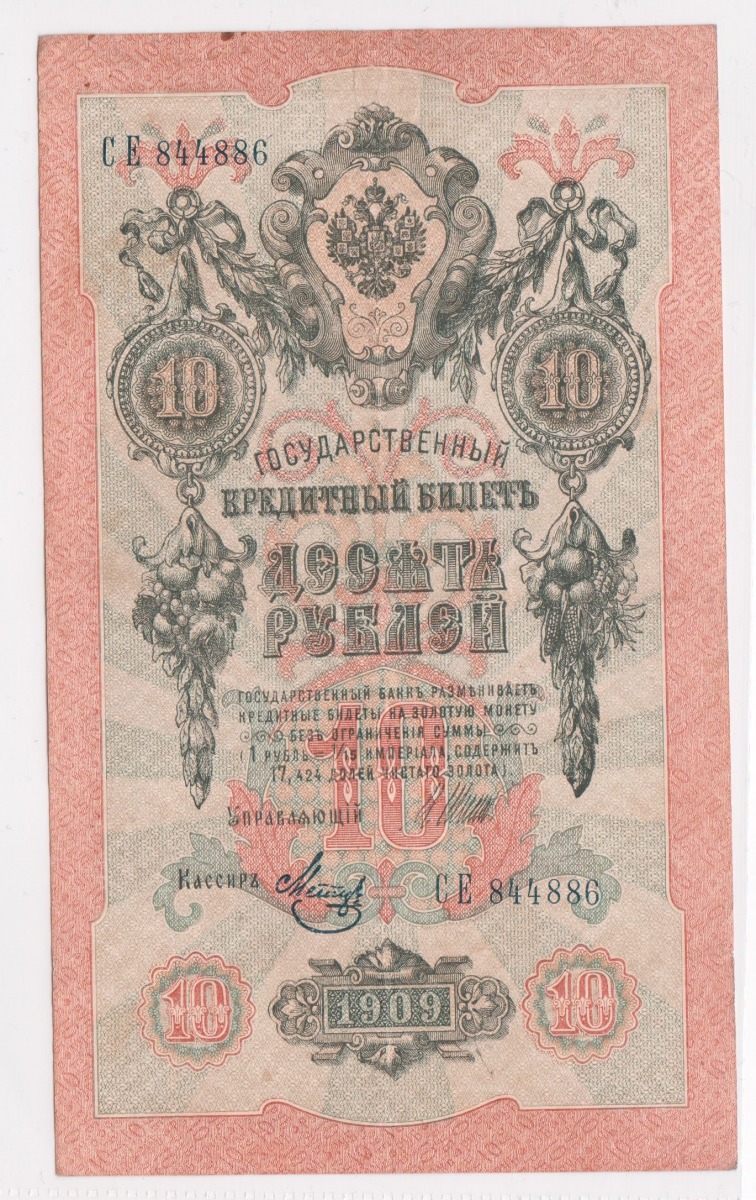 СЕ 844886
10 10
ГОСУДАРСТВЕННЫЙ
КРЕДИТНЫЙ БИЛЕТЪ
ДЕСЯТЬ
РУБЛЕЙ
ГОСУДАРСТВЕННЫЙ БАНКЪ РАЗМѢНИВАЕТЪ
КРЕДИТНЫЕ БИЛЕТЫ НА ЗОЛОТУЮ МОНЕТУ
БЕЗЪ ОГРАНИЧЕНІЯ СУММЫ
(1 РУБЛЬ = 1/15 ИМПЕРІАЛА, СОДЕРЖИТЪ
17,424 ДОЛЕЙ ЧИСТАГО ЗОЛОТА)
10
УПРАВЛЯЮЩІЙ
КАССИРЪ
СЕ 844886
10 1909 10